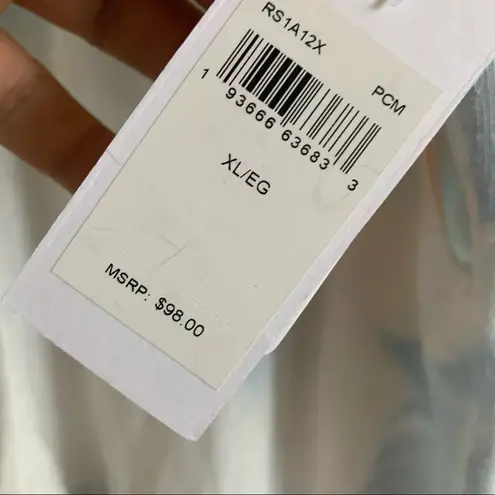 RS1A12X
PCM
1 93666 63683 3
XL/EG
MSRP: $98.00